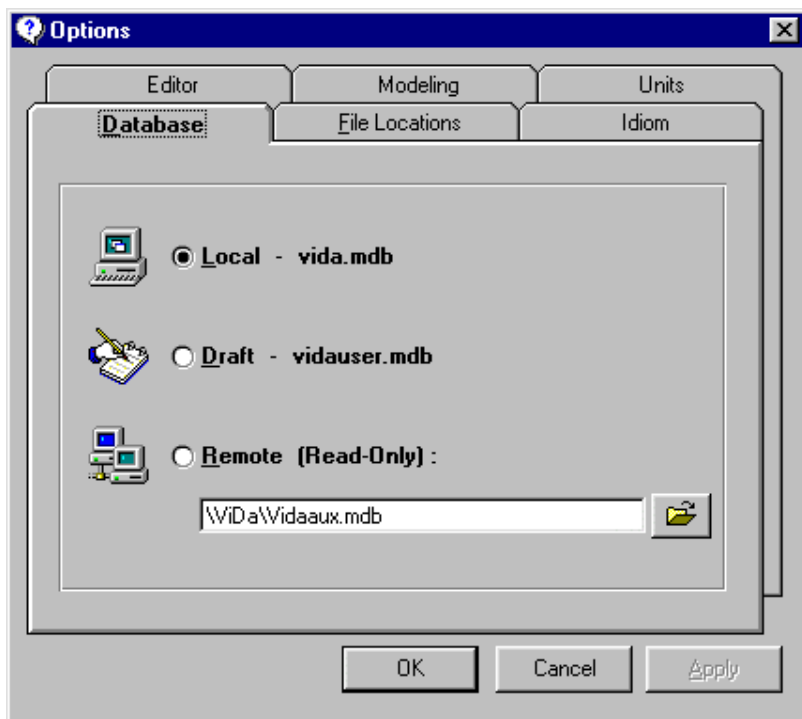 Options
Editor Modeling Units
Database File Locations Idiom
Local - vida.mdb
Draft - vidauser.mdb
Remote (Read-Only) :
\ViDa\Vidaaux.mdb
OK Cancel Apply